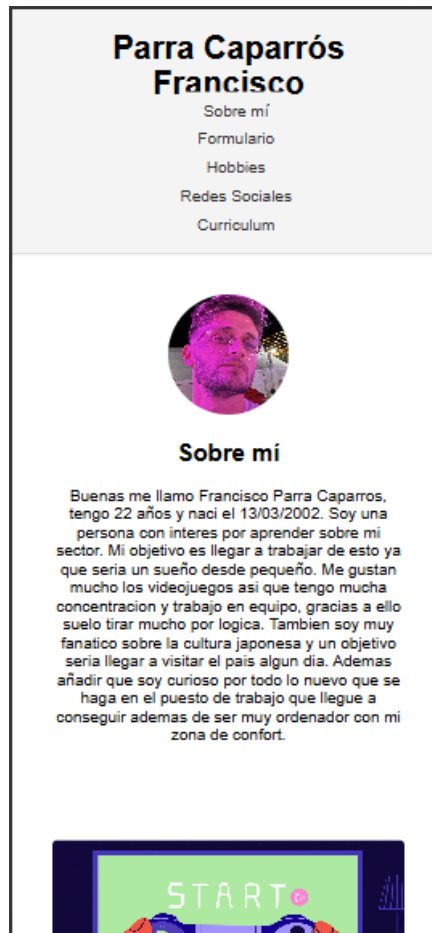 Parra Caparrós
Francisco
Sobre mí
Formulario
Hobbies
Redes Sociales
Curriculum
Sobre mí
Buenas me llamo Francisco Parra Caparros,
tengo 22 años y naci el 13/03/2002. Soy una
persona con interes por aprender sobre mi
sector. Mi objetivo es llegar a trabajar de esto ya
que seria un sueño desde pequeño. Me gustan
mucho los videojuegos asi que tengo mucha
concentracion y trabajo en equipo, gracias a ello
suelo tirar mucho por logica. Tambien soy muy
fanatico sobre la cultura japonesa y un objetivo
seria llegar a visitar el pais algun dia. Ademas
añadir que soy curioso por todo lo nuevo que se
haga en el puesto de trabajo que llegue a
conseguir ademas de ser muy ordenador con mi
zona de confort.
START